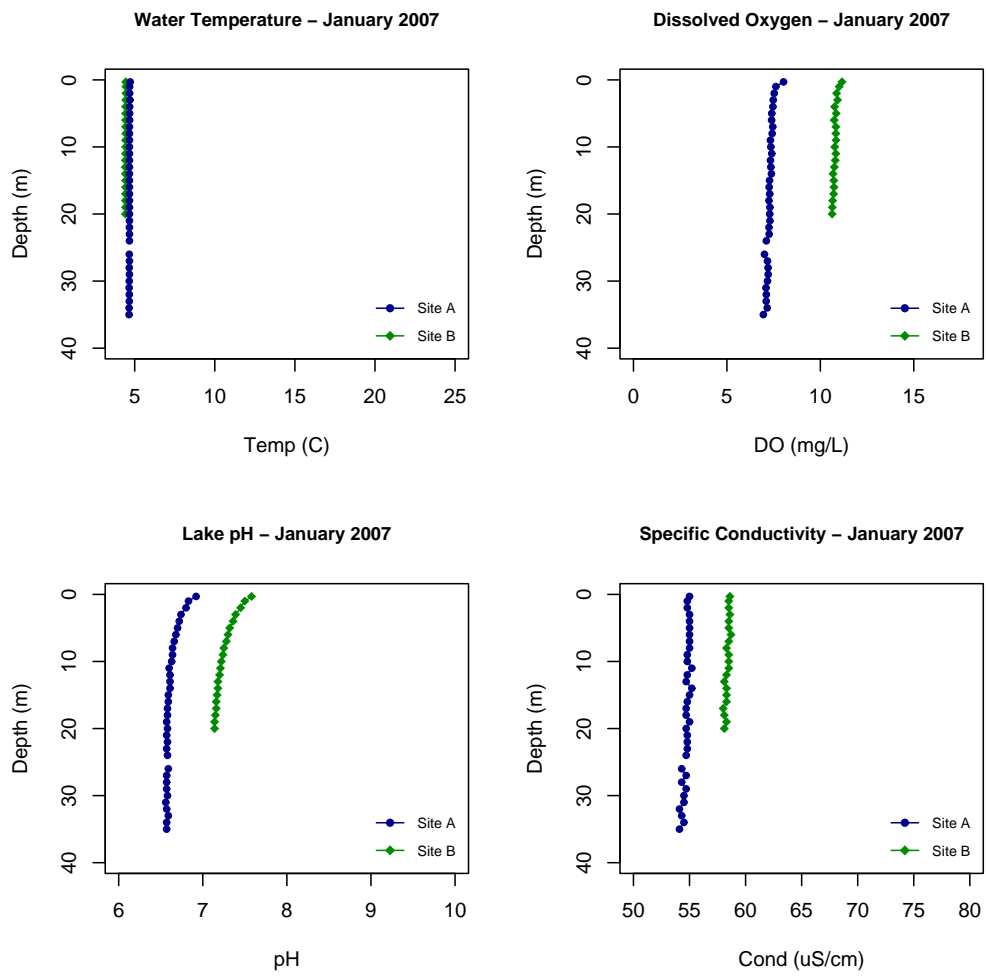 Water Temperature − January 2007
0
10
20
30
40
Depth (m)
Site A
Site B
5
10
15
20
25
Temp (C)
Dissolved Oxygen − January 2007
0
10
20
30
40
Depth (m)
Site A
Site B
0
5
10
15
DO (mg/L)
Lake pH − January 2007
0
10
20
30
40
Depth (m)
Site A
Site B
6
7
8
9
10
pH
Specific Conductivity − January 2007
0
10
20
30
40
Depth (m)
Site A
Site B
50
55
60
65
70
75
80
Cond (uS/cm)